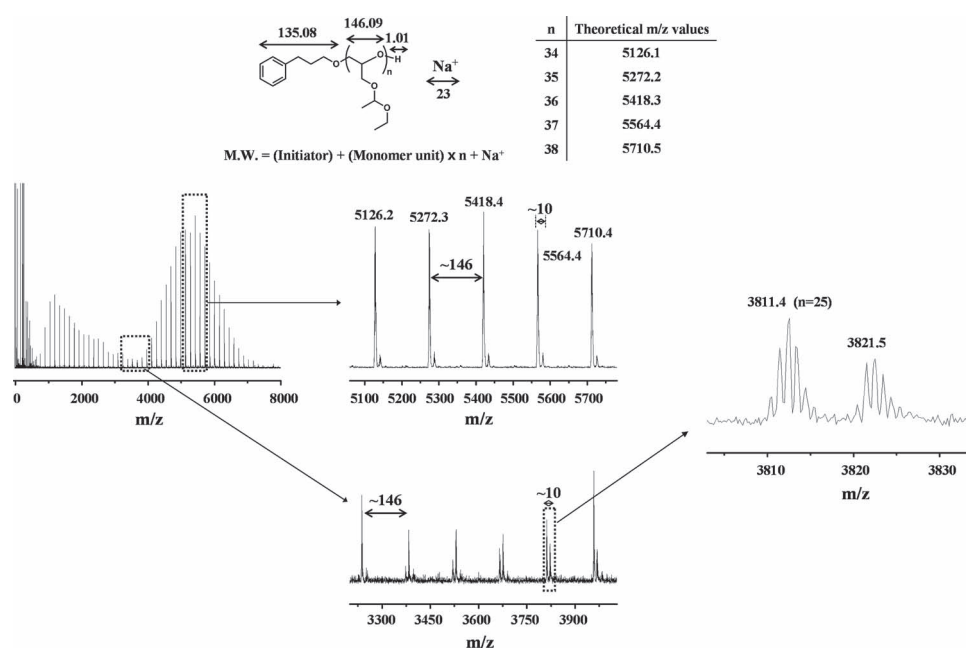 146.09
135.08
1.01
O
O
H
n
O
O
Na⁺
23
M.W. = (Initiator) + (Monomer unit) x n + Na⁺
n Theoretical m/z values
34 5126.1
35 5272.2
36 5418.3
37 5564.4
38 5710.5
0 2000 4000 6000 8000
m/z
5126.2
5272.3
5418.4
~10
5564.4
5710.4
~146
5100 5200 5300 5400 5500 5600 5700
m/z
3811.4 (n=25)
3821.5
3810 3820 3830
m/z
~146
~10
3300 3450 3600 3750 3900
m/z